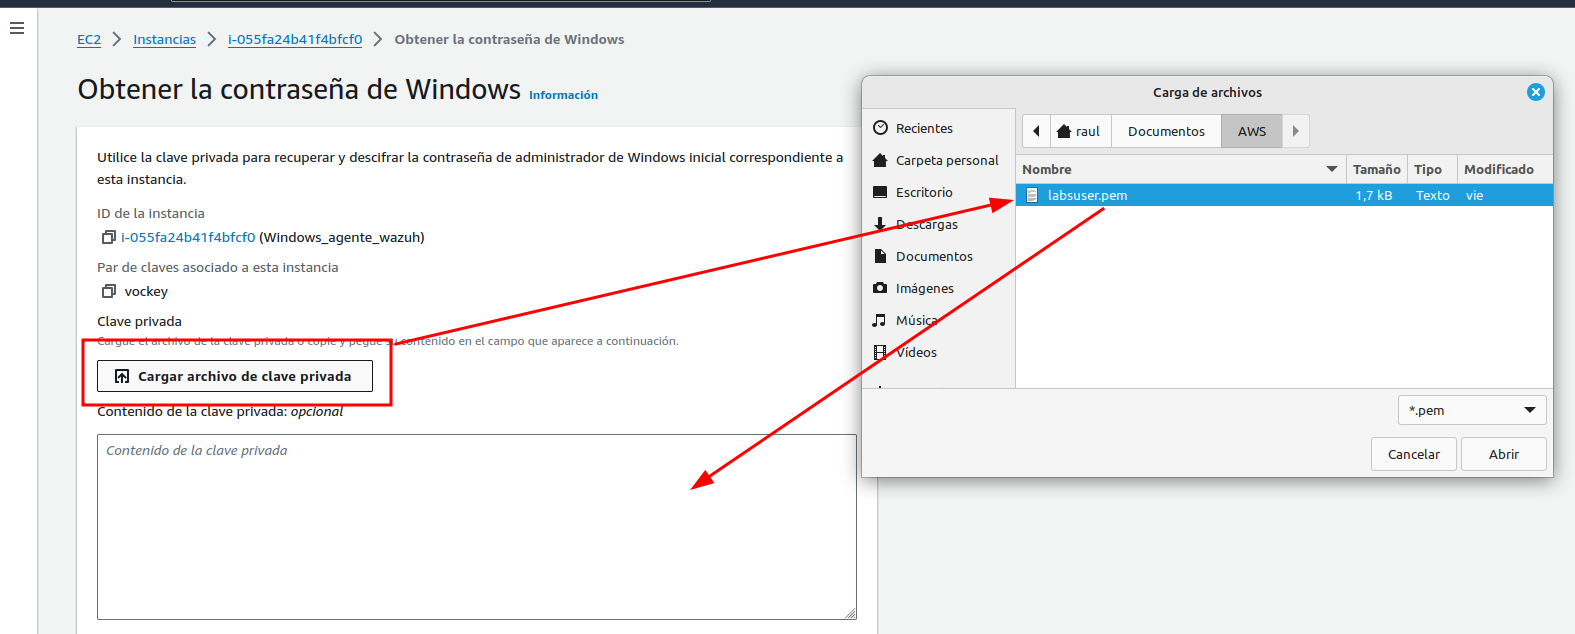 EC2 > Instancias > i-055fa24b41f4bfcf0 > Obtener la contraseña de Windows
Obtener la contraseña de Windows Información
Utilice la clave privada para recuperar y descifrar la contraseña de administrador de Windows inicial correspondiente a
esta instancia.
ID de la instancia
i-055fa24b41f4bfcf0 (Windows_agente_wazuh)
Par de claves asociado a esta instancia
vockey
Clave privada
Cargue el archivo de la clave privada o copie y pegue su contenido en el campo que aparece a continuación.
Cargar archivo de clave privada
Contenido de la clave privada: opcional
Contenido de la clave privada
Carga de archivos
Recientes
Carpeta personal
Escritorio
Descargas
Documentos
Imágenes
Música
Vídeos
raul Documentos AWS
Nombre Tamaño Tipo Modificado
labsuser.pem 1,7 kB Texto vie
*.pem
Cancelar Abrir